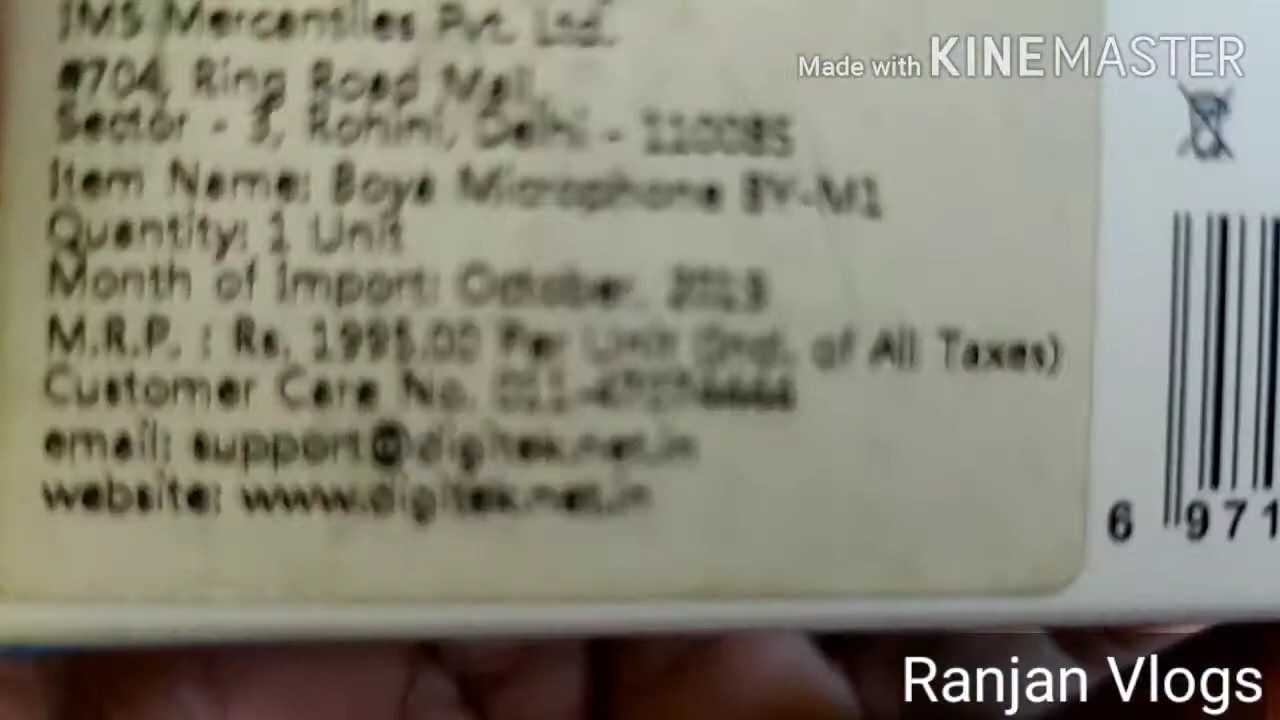 JMS Mercantiles Pvt. Ltd.
#704, Ring Road Mall,
Sector - 3, Rohini, Delhi - 110085
Item Name: Boya Microphone BY-M1
Quantity: 1 Unit
Month of Import: October,
M.R.P. : Rs. 1995.00 Per Unit (Incl. of All Taxes)
Customer Care No.
email: support@digitek.net.in
website: www.digitek.net.in
Made with KINEMASTER
6 971
Ranjan Vlogs